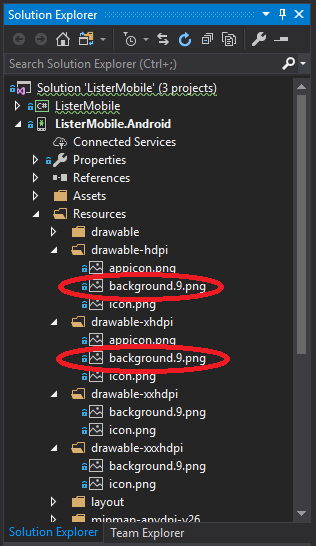 Solution Explorer
Search Solution Explorer (Ctrl+;)
Solution 'ListerMobile' (3 projects)
C# ListerMobile
ListerMobile.Android
Connected Services
Properties
References
Assets
Resources
drawable
drawable-hdpi
appicon.png
background.9.png
icon.png
drawable-xhdpi
appicon.png
background.9.png
icon.png
drawable-xxhdpi
background.9.png
icon.png
drawable-xxxhdpi
background.9.png
icon.png
layout
mipmap-anydpi-v26
Solution Explorer Team Explorer